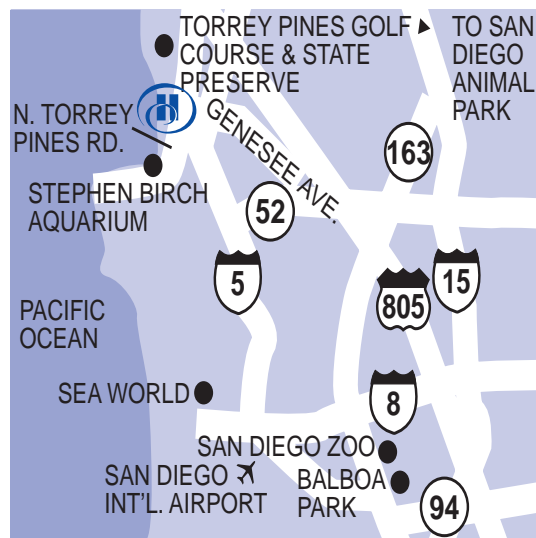 TORREY PINES GOLF
COURSE & STATE
PRESERVE
TO SAN
DIEGO
ANIMAL
PARK
N. TORREY
PINES RD.
H
GENESEE AVE.
163
STEPHEN BIRCH
AQUARIUM
52
5
805
15
PACIFIC
OCEAN
SEA WORLD
8
SAN DIEGO ZOO
SAN DIEGO
INT'L. AIRPORT
BALBOA
PARK
94